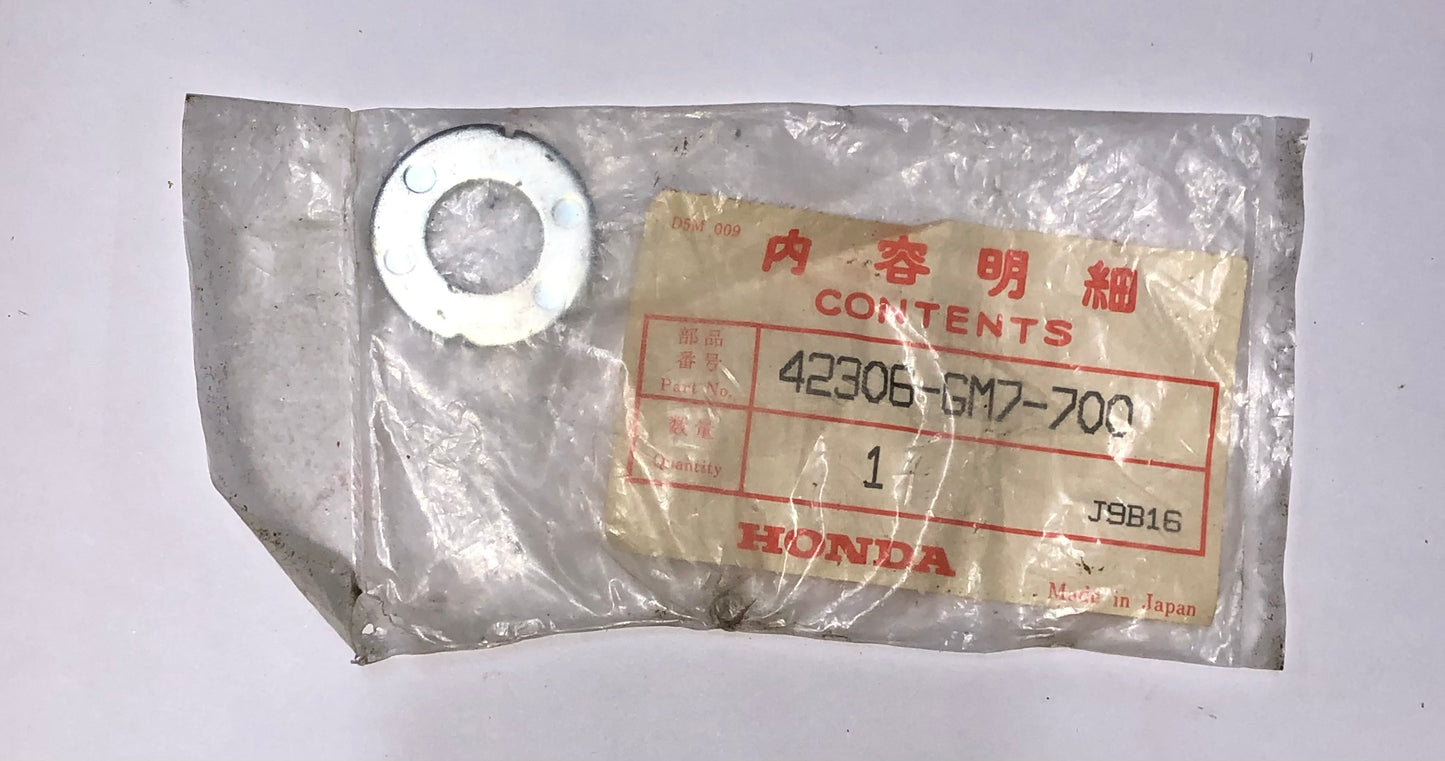 D5M 009
内容明細
CONTENTS
部品
番号
Part No.
42306-GM7-700
数量
Quantity
1
J9B16
HONDA
Made in Japan